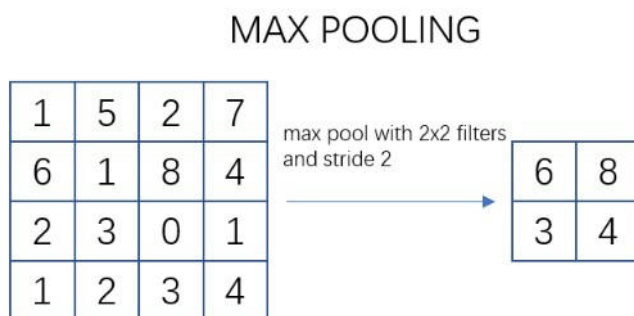 MAX POOLING
1 5 2 7
6 1 8 4
2 3 0 1
1 2 3 4
max pool with 2x2 filters
and stride 2
6 8
3 4